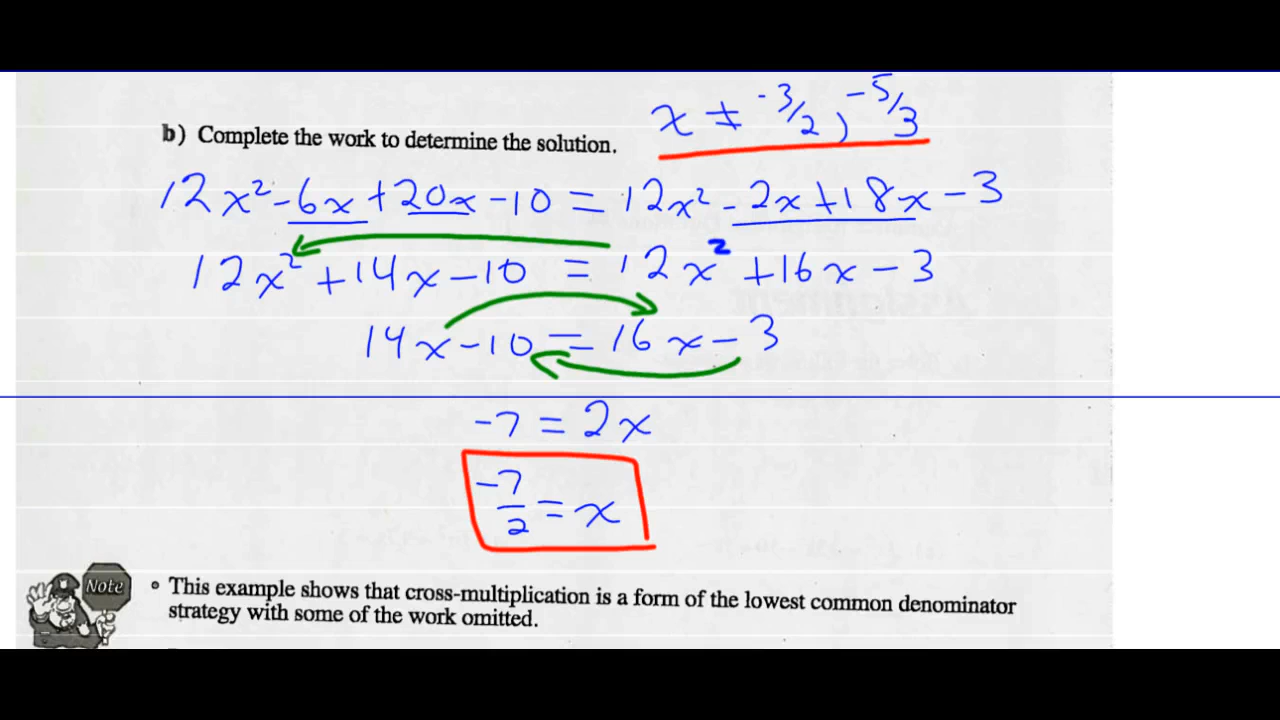 x ≠ -3/2, -5/3
b) Complete the work to determine the solution.
12x² - 6x + 20x - 10 = 12x² - 2x + 18x - 3
12x² + 14x - 10 = 12x² + 16x - 3
14x - 10 = 16x - 3
-7 = 2x
-7/2 = x
Note
• This example shows that cross-multiplication is a form of the lowest common denominator
strategy with some of the work omitted.